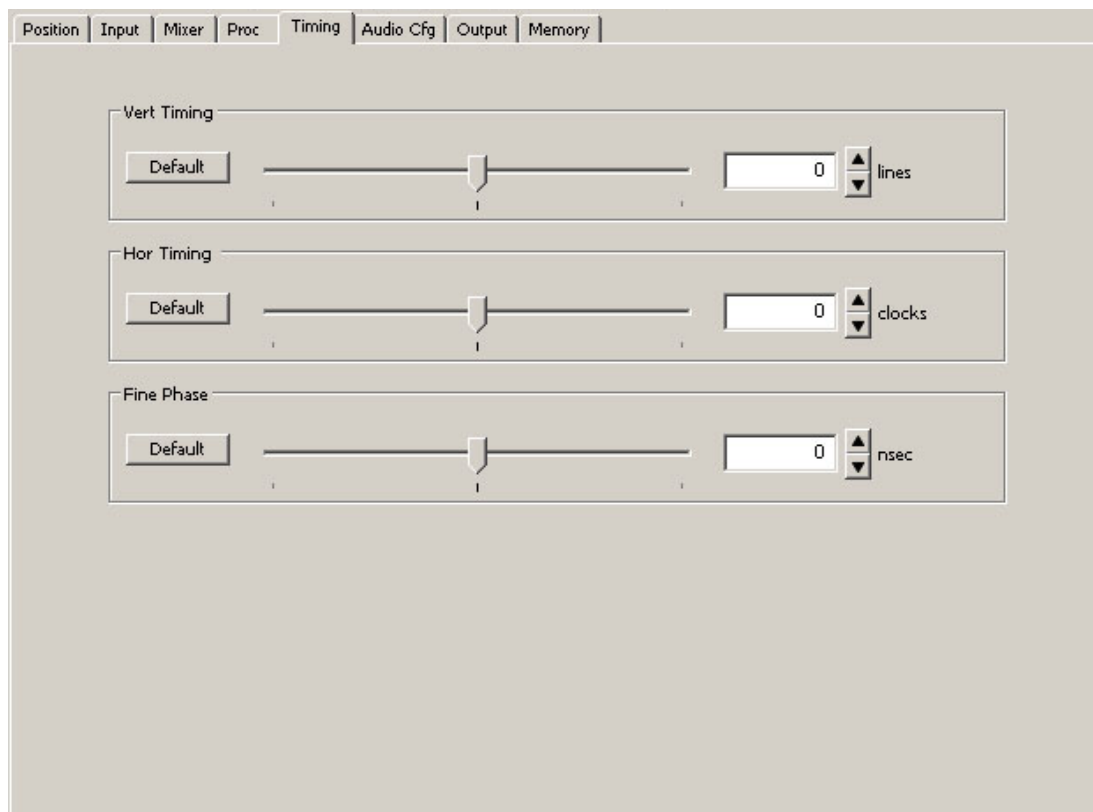 Position Input Mixer Proc Timing Audio Cfg Output Memory
Vert Timing
Default 0 lines
Hor Timing
Default 0 clocks
Fine Phase
Default 0 nsec